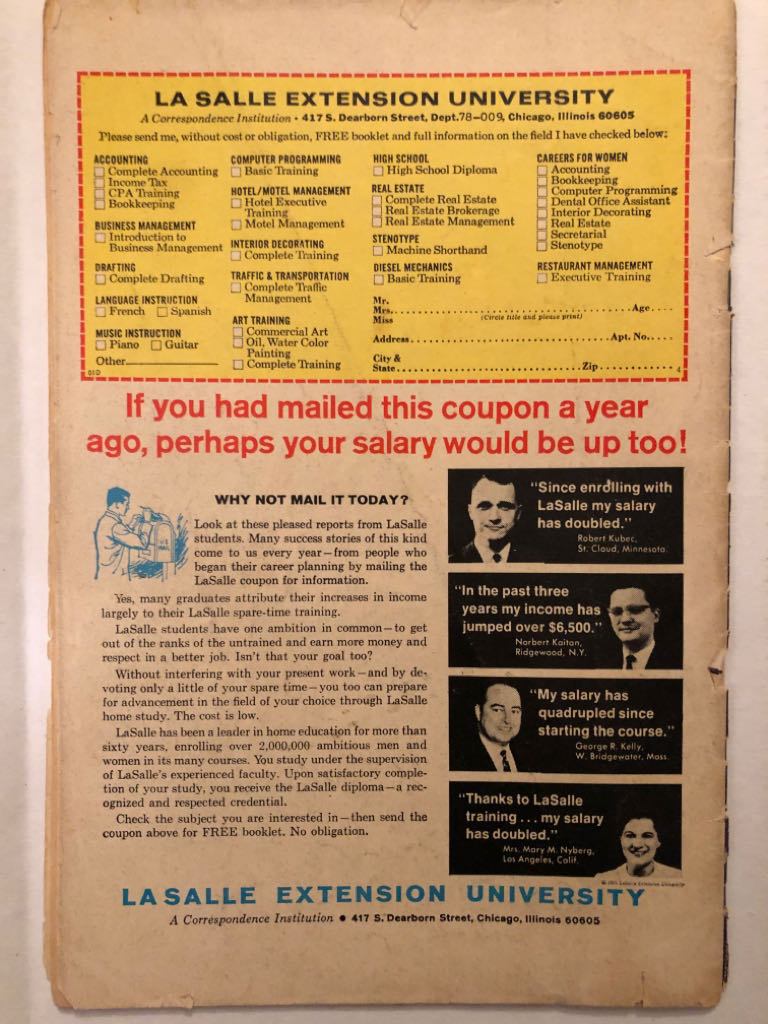 LA SALLE EXTENSION UNIVERSITY
A Correspondence Institution • 417 S. Dearborn Street, Dept. 78-009, Chicago, Illinois 60605
Please send me, without cost or obligation, FREE booklet and full information on the field I have checked below:
ACCOUNTING
Complete Accounting
Income Tax
CPA Training
Bookkeeping
BUSINESS MANAGEMENT
Introduction to
Business Management
DRAFTING
Complete Drafting
LANGUAGE INSTRUCTION
French Spanish
MUSIC INSTRUCTION
Piano Guitar
Other
01D
COMPUTER PROGRAMMING
Basic Training
HOTEL/MOTEL MANAGEMENT
Hotel Executive
Training
Motel Management
INTERIOR DECORATING
Complete Training
TRAFFIC & TRANSPORTATION
Complete Traffic
Management
ART TRAINING
Commercial Art
Oil, Water Color
Painting
Complete Training
HIGH SCHOOL
High School Diploma
REAL ESTATE
Complete Real Estate
Real Estate Brokerage
Real Estate Management
STENOTYPE
Machine Shorthand
DIESEL MECHANICS
Basic Training
CAREERS FOR WOMEN
Accounting
Bookkeeping
Computer Programming
Dental Office Assistant
Interior Decorating
Real Estate
Secretarial
Stenotype
RESTAURANT MANAGEMENT
Executive Training
Mr.
Mrs. Age
Miss (Circle title and please print)
Address Apt. No.
City &
State Zip 4
If you had mailed this coupon a year
ago, perhaps your salary would be up too!
WHY NOT MAIL IT TODAY?
Look at these pleased reports from LaSalle
students. Many success stories of this kind
come to us every year—from people who
began their career planning by mailing the
LaSalle coupon for information.
Yes, many graduates attribute their increases in income
largely to their LaSalle spare-time training.
LaSalle students have one ambition in common—to get
out of the ranks of the untrained and earn more money and
respect in a better job. Isn't that your goal too?
Without interfering with your present work—and by de-
voting only a little of your spare time—you too can prepare
for advancement in the field of your choice through LaSalle
home study. The cost is low.
LaSalle has been a leader in home education for more than
sixty years, enrolling over 2,000,000 ambitious men and
women in its many courses. You study under the supervision
of LaSalle's experienced faculty. Upon satisfactory comple-
tion of your study, you receive the LaSalle diploma—a rec-
ognized and respected credential.
Check the subject you are interested in—then send the
coupon above for FREE booklet. No obligation.
"Since enrolling with
LaSalle my salary
has doubled."
Robert Kubec,
St. Cloud, Minnesota.
"In the past three
years my income has
jumped over $6,500."
Norbert Kaitan,
Ridgewood, N.Y.
"My salary has
quadrupled since
starting the course."
George R. Kelly,
W. Bridgewater, Mass.
"Thanks to LaSalle
training . . . my salary
has doubled."
Mrs. Mary M. Nyberg,
Los Angeles, Calif.
LaSalle Extension University
LA SALLE EXTENSION UNIVERSITY
A Correspondence Institution • 417 S. Dearborn Street, Chicago, Illinois 60605